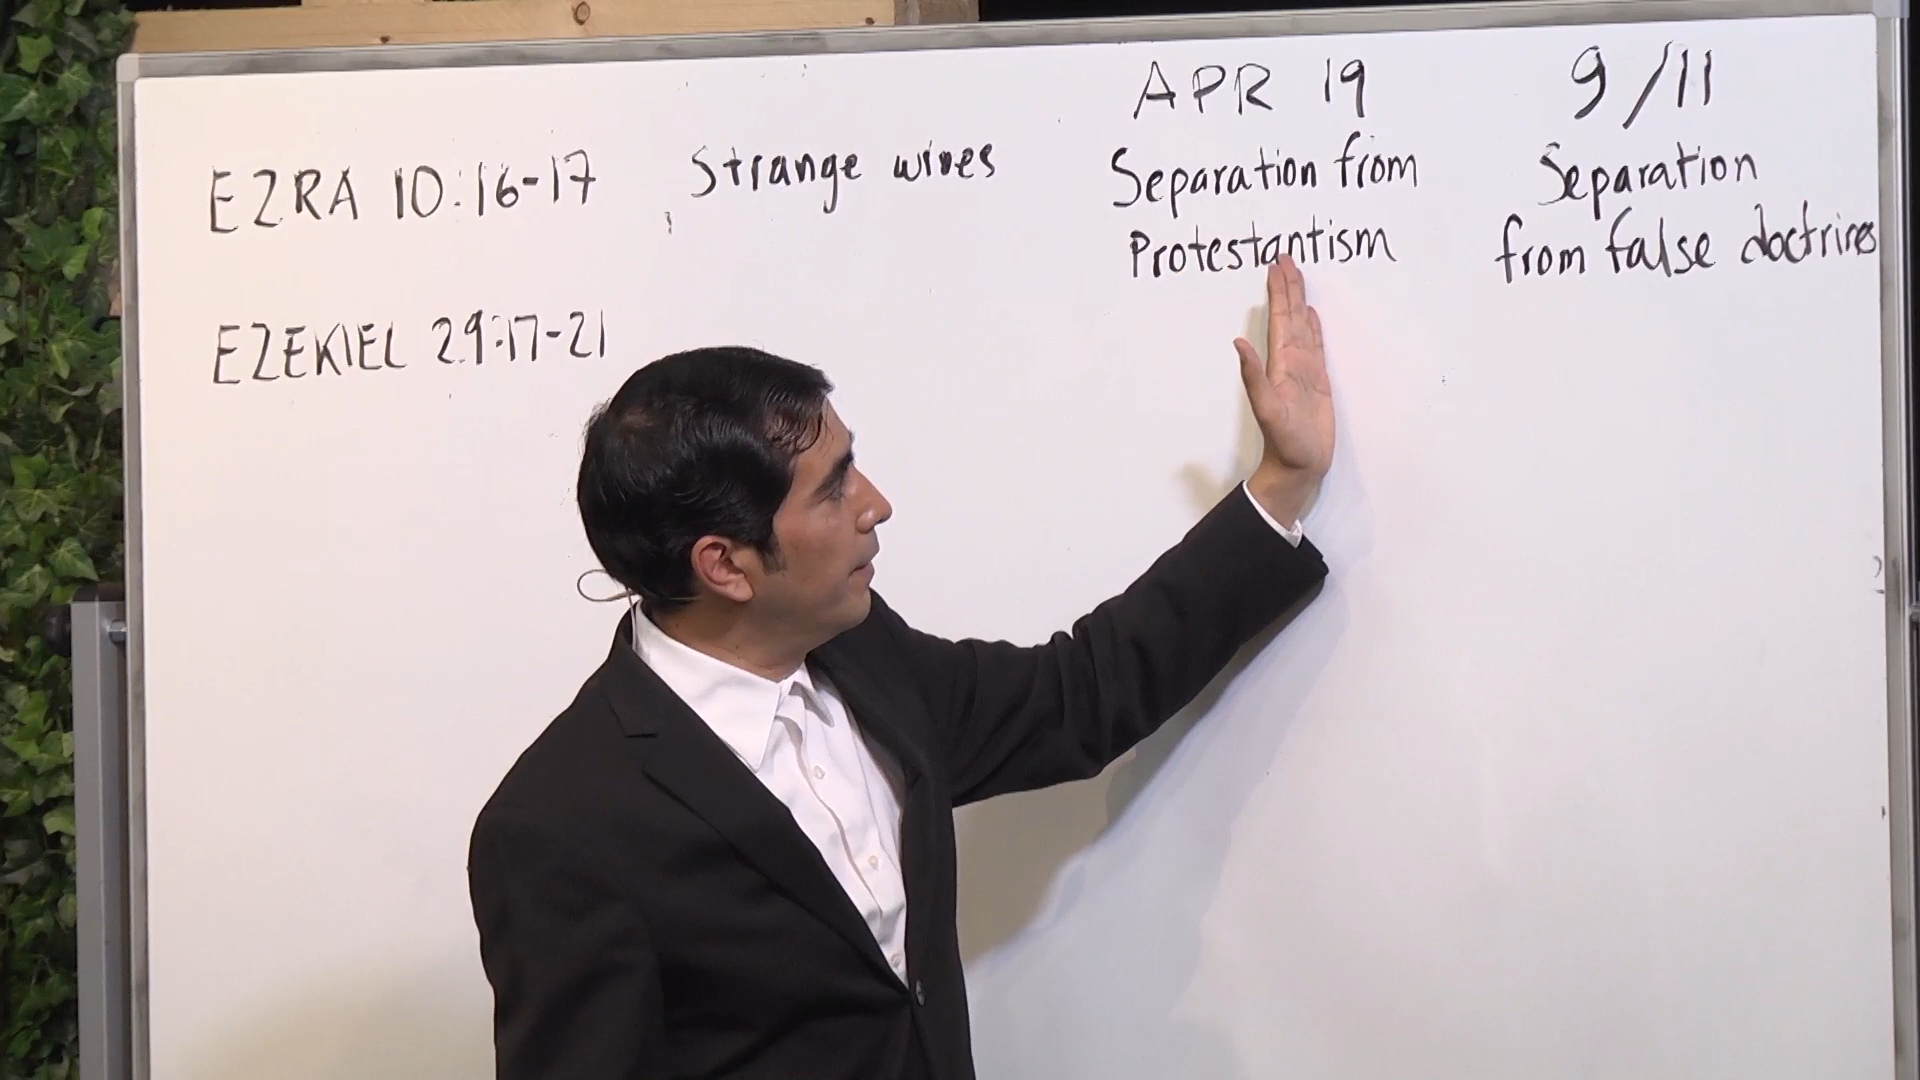 EZRA 10:16-17 Strange wives
EZEKIEL 29:17-21
APR 19
Separation from
Protestantism
9/11
Separation
from false doctrines